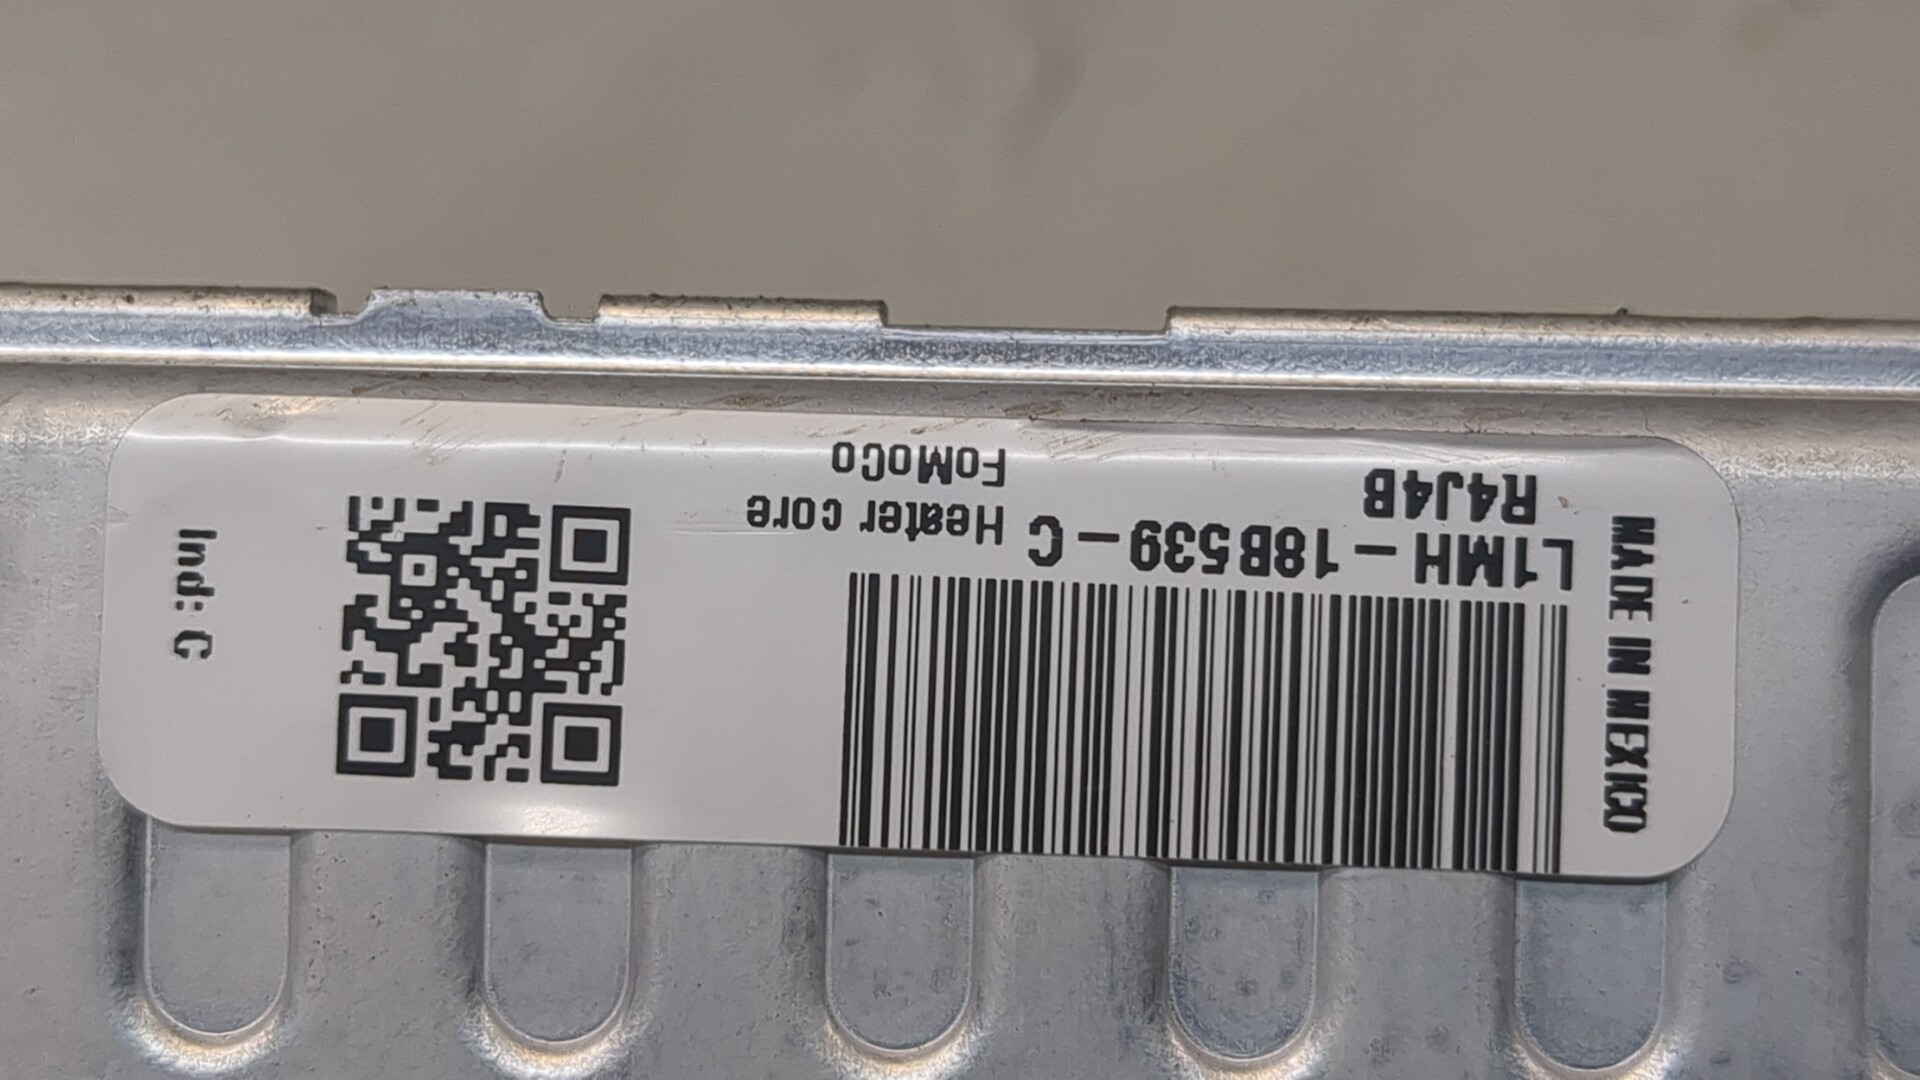 MADE IN MEXICO
L1MH-18B539-C
Heater core
R4J4B
FoMoCo
Ind: C